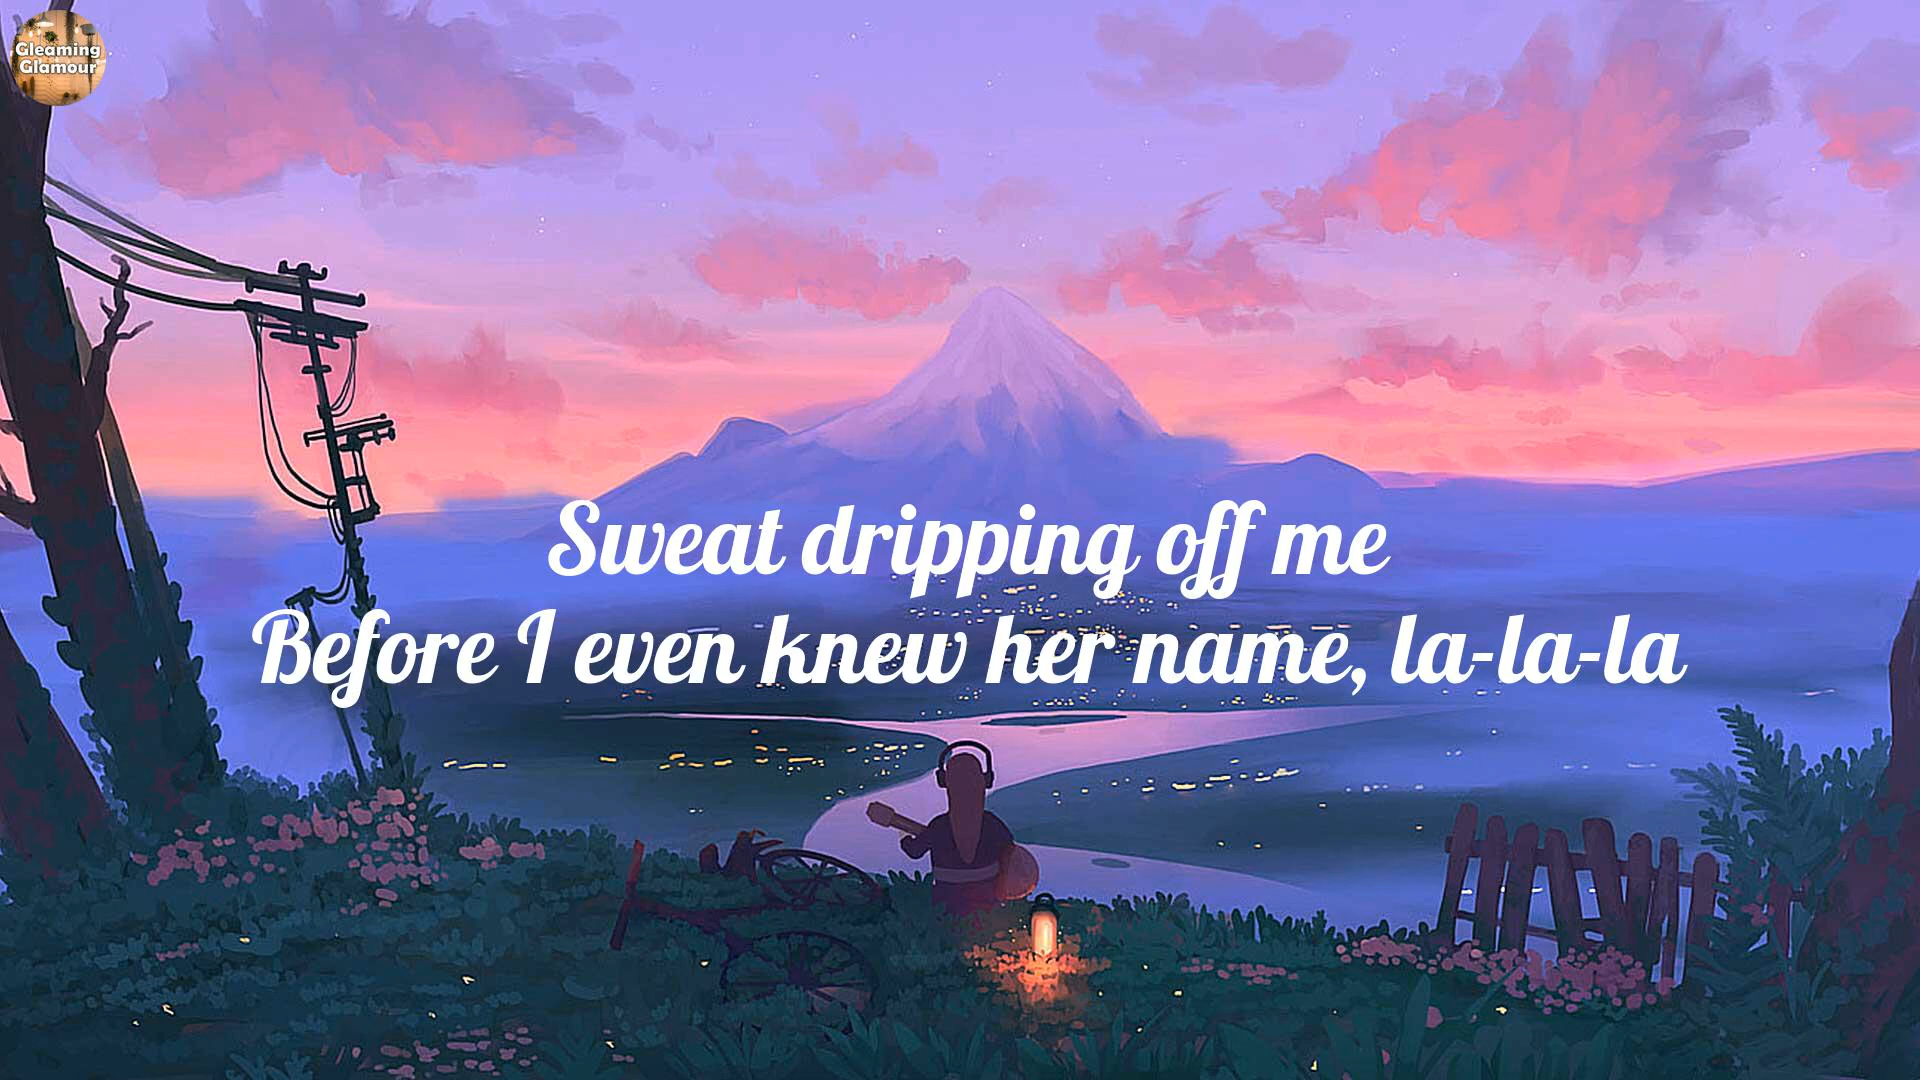 Gleaming
Glamour
Sweat dripping off me
Before I even knew her name, la-la-la